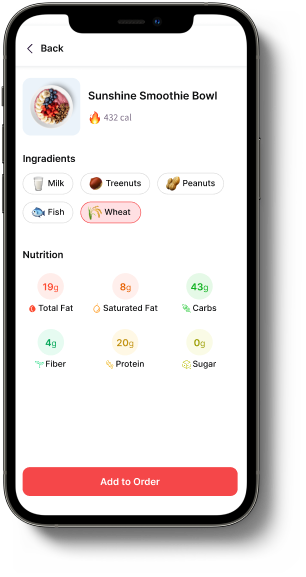 Back
Sunshine Smoothie Bowl
432 cal
Ingradients
Milk Treenuts Peanuts
Fish Wheat
Nutrition
19g 8g 43g
Total Fat Saturated Fat Carbs
4g 20g 0g
Fiber Protein Sugar
Add to Order